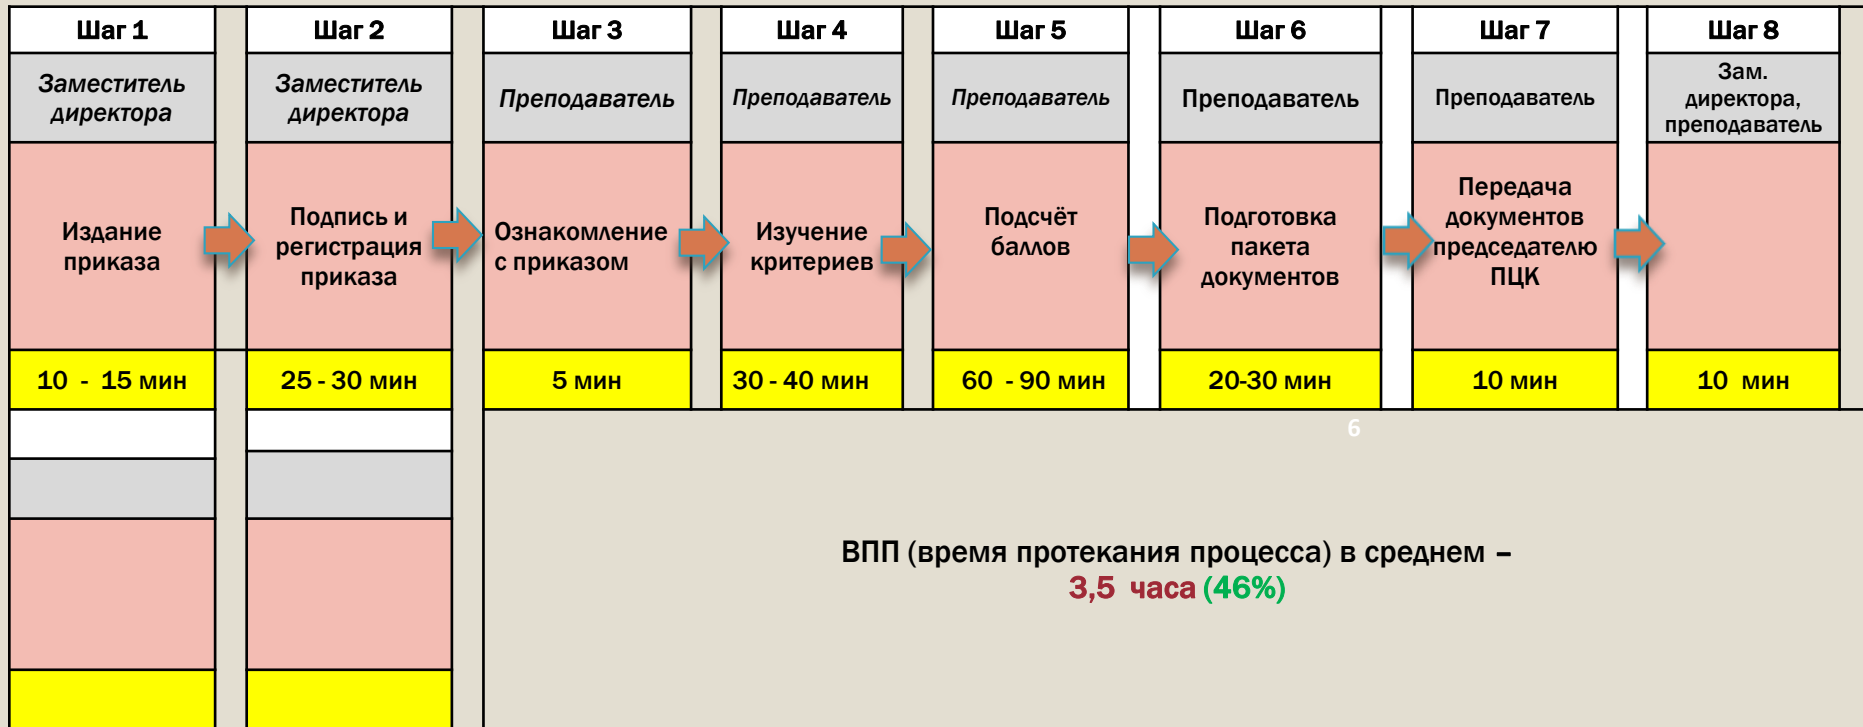 Шаг 1
Шаг 2
Шаг 3
Шаг 4
Шаг 5
Шаг 6
Шаг 7
Шаг 8
Заместитель
директора
Заместитель
директора
Преподаватель
Преподаватель
Преподаватель
Преподаватель
Преподаватель
Зам.
директора,
преподаватель
Издание
приказа
Подпись и
регистрация
приказа
Ознакомление
с приказом
Изучение
критериев
Подсчёт
баллов
Подготовка
пакета
документов
Передача
документов
председателю
ПЦК
10 - 15 мин
25 - 30 мин
5 мин
30 - 40 мин
60 - 90 мин
20-30 мин
10 мин
10 мин
6
ВПП (время протекания процесса) в среднем –
3,5 часа (46%)